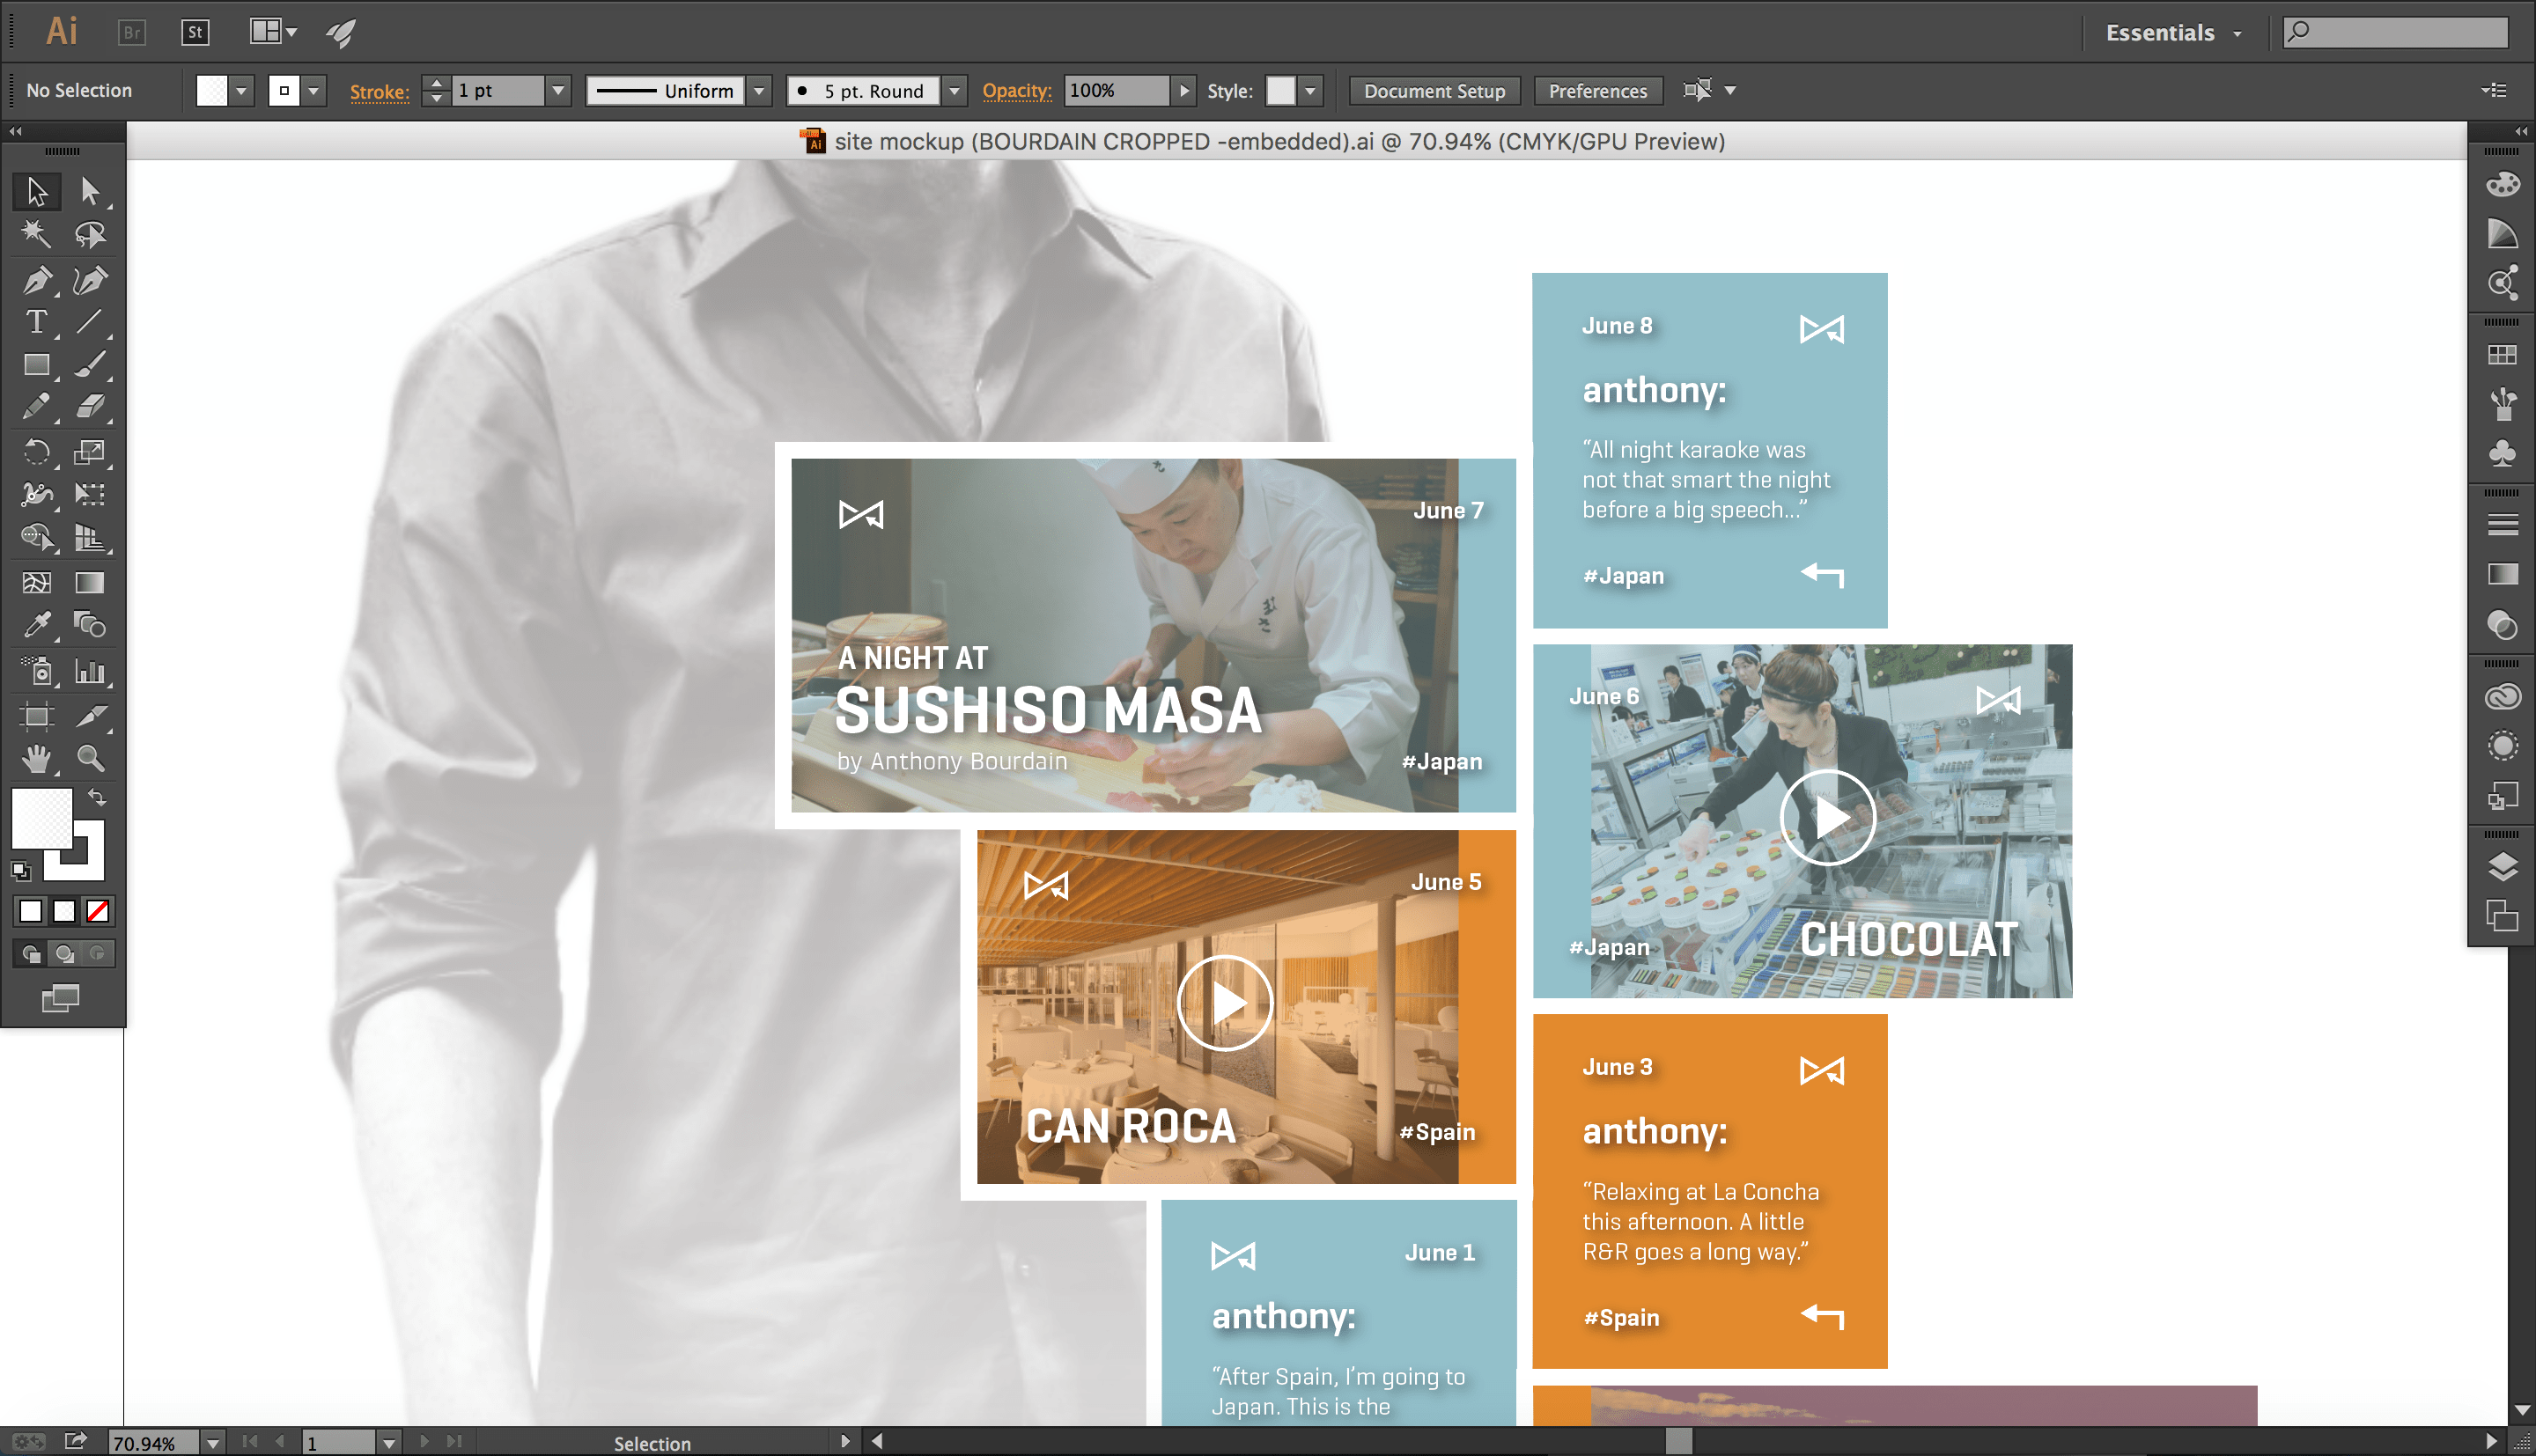 Ai
Br
St
Essentials
No Selection
Stroke:
1 pt
Uniform
5 pt. Round
Opacity:
100%
Style:
Document Setup
Preferences
site mockup (BOURDAIN CROPPED -embedded).ai @ 70.94% (CMYK/GPU Preview)
June 8
anthony:
“All night karaoke was
not that smart the night
before a big speech...”
#Japan
June 7
A NIGHT AT
SUSHISO MASA
by Anthony Bourdain
#Japan
June 6
#Japan
CHOCOLAT
June 5
CAN ROCA
#Spain
June 3
anthony:
“Relaxing at La Concha
this afternoon. A little
R&R goes a long way.”
#Spain
June 1
anthony:
“After Spain, I’m going to
Japan. This is the
70.94%
1
Selection